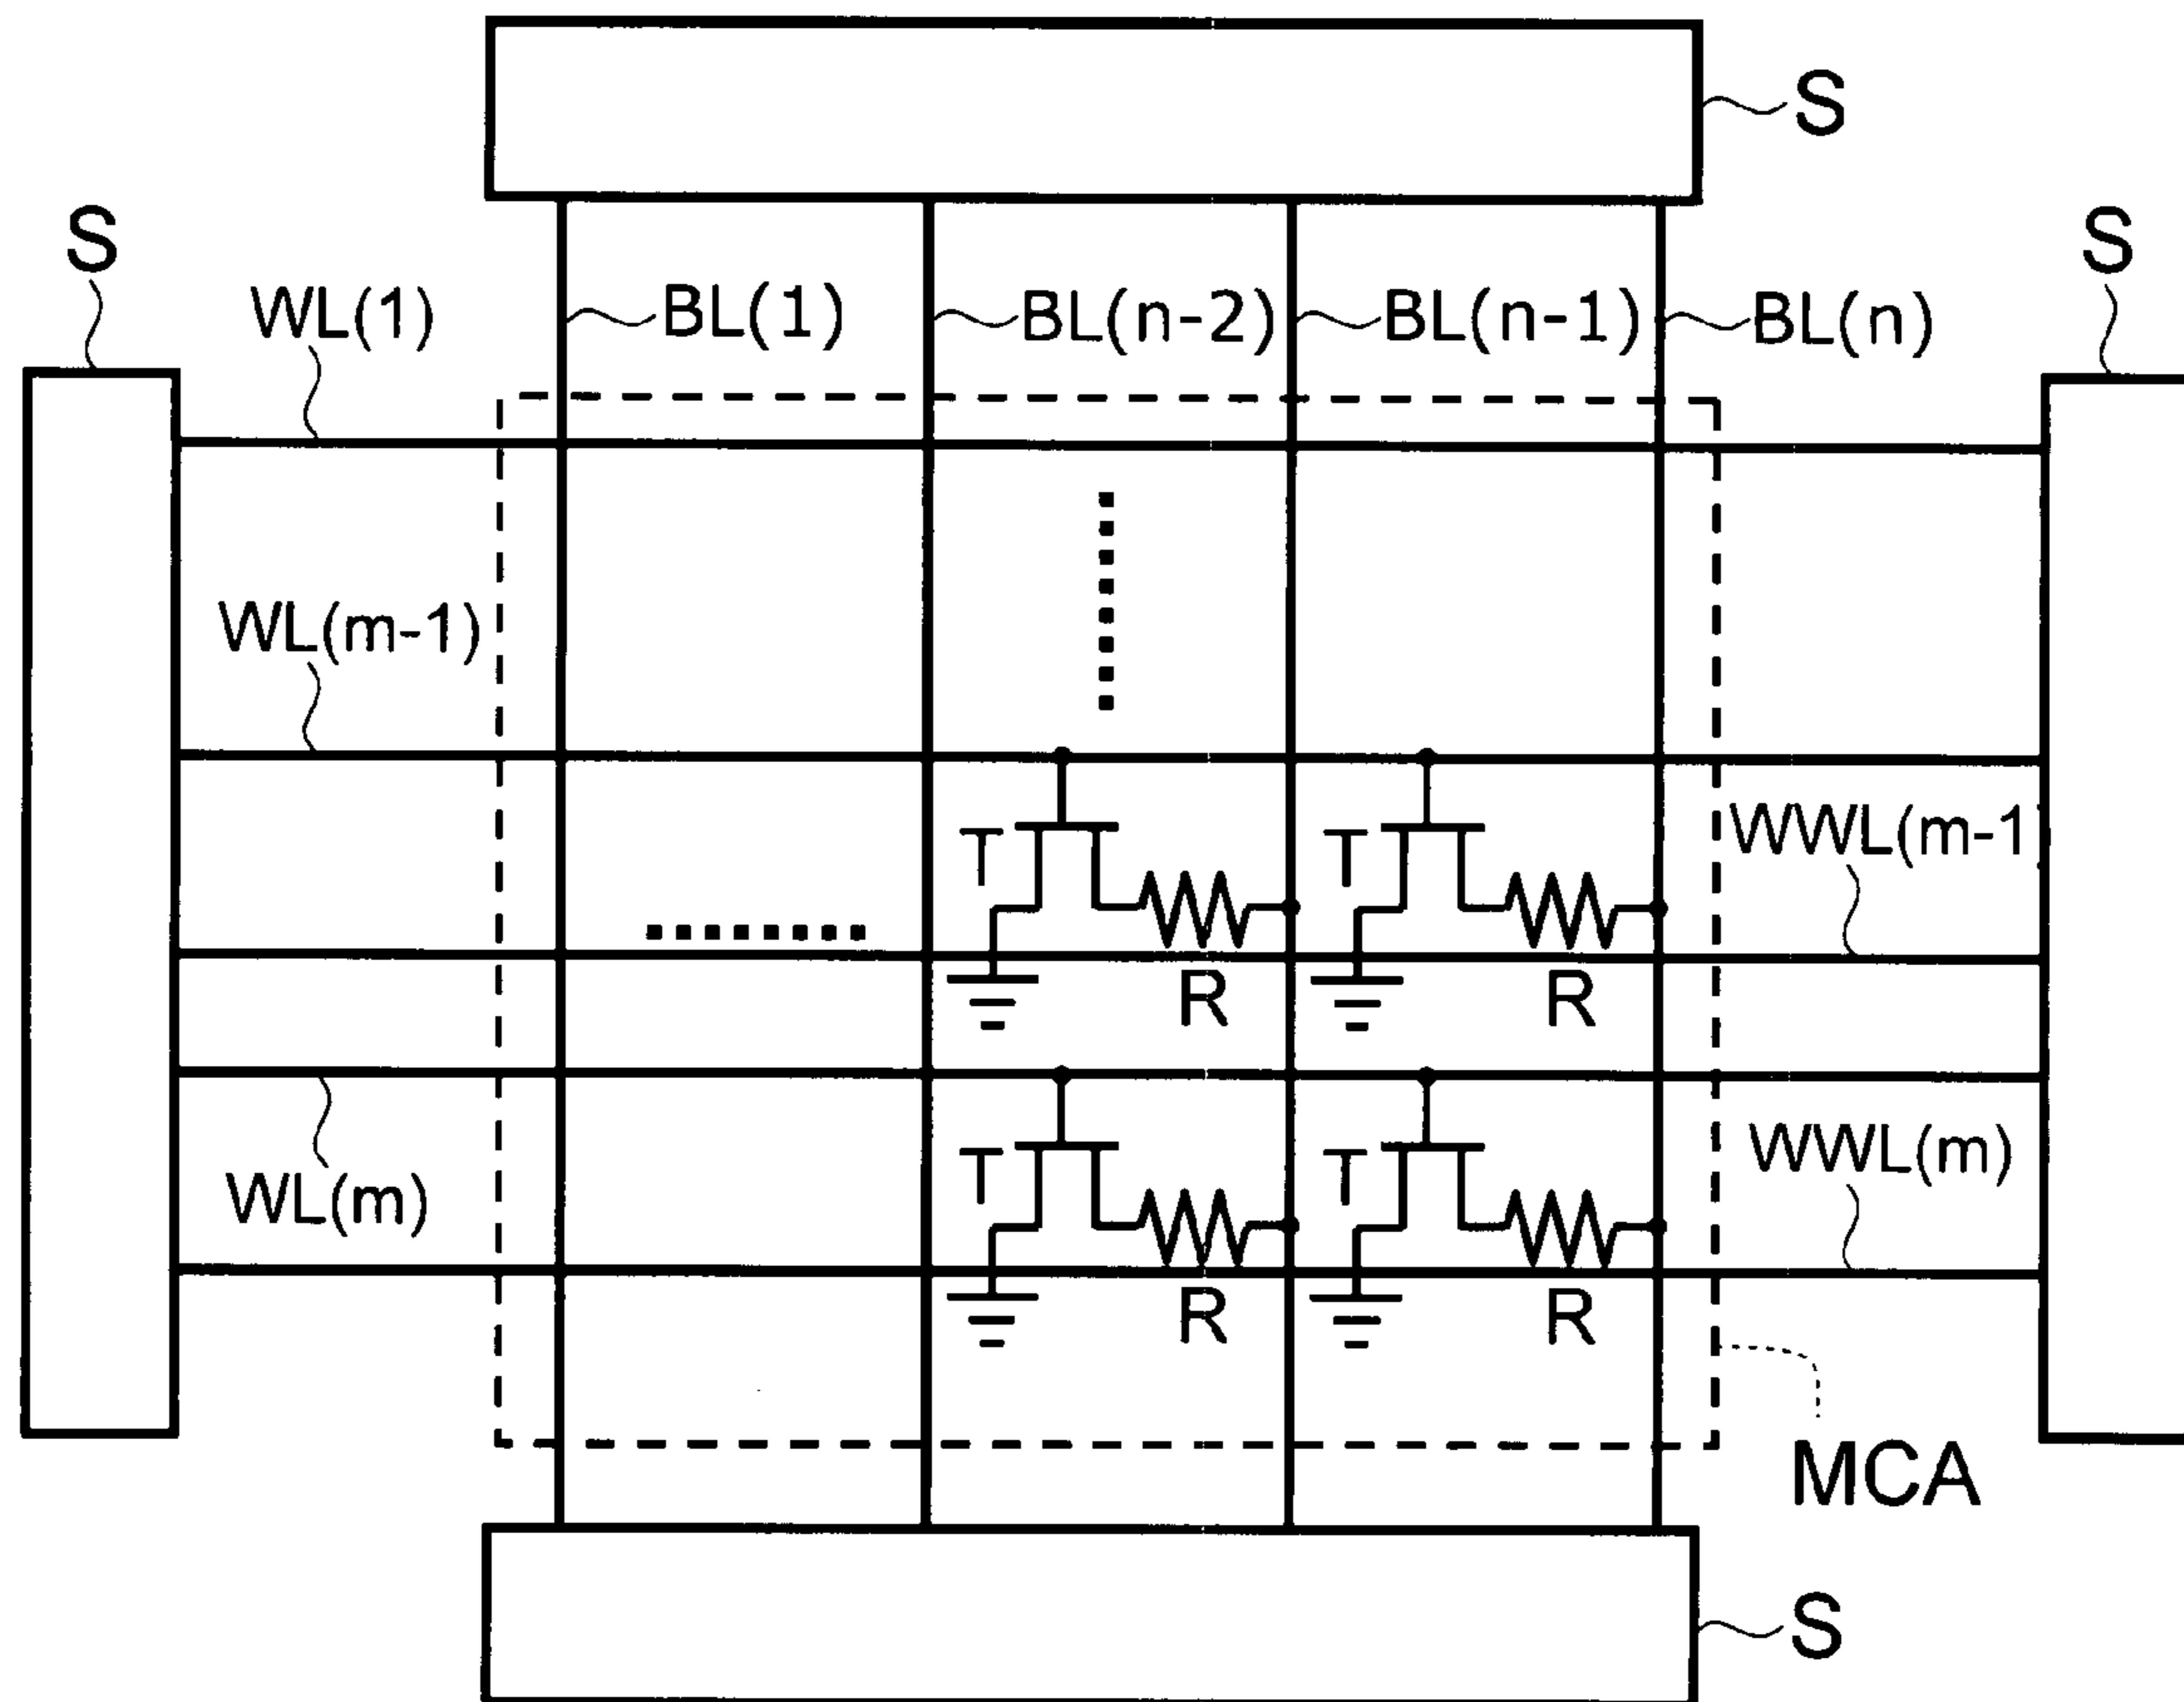 S
S
S
WL(1)
BL(1)
BL(n-2)
BL(n-1)
BL(n)
WL(m-1)
T
T
WWL(m-1
R
R
T
T
WWL(m)
WL(m)
R
R
MCA
S